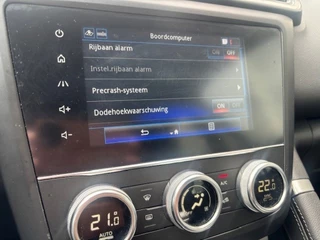 Boordcomputer
Rijbaan alarm ON OFF
Instel.rijbaan alarm
Precrash-systeem
Dodehoekwaarschuwing ON OFF
21.0 22.0
AUTO
A/C